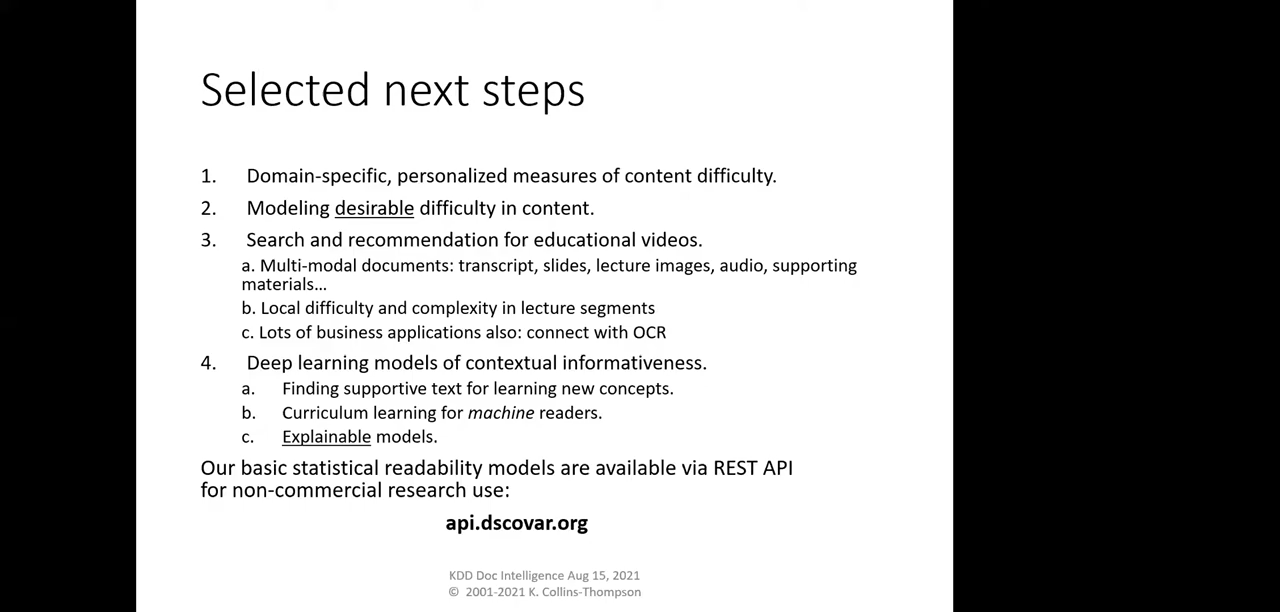 Selected next steps
1. Domain-specific, personalized measures of content difficulty.
2. Modeling desirable difficulty in content.
3. Search and recommendation for educational videos.
a. Multi-modal documents: transcript, slides, lecture images, audio, supporting
materials…
b. Local difficulty and complexity in lecture segments
c. Lots of business applications also: connect with OCR
4. Deep learning models of contextual informativeness.
a. Finding supportive text for learning new concepts.
b. Curriculum learning for machine readers.
c. Explainable models.
Our basic statistical readability models are available via REST API
for non-commercial research use:
api.dscovar.org
KDD Doc Intelligence Aug 15, 2021
© 2001-2021 K. Collins-Thompson